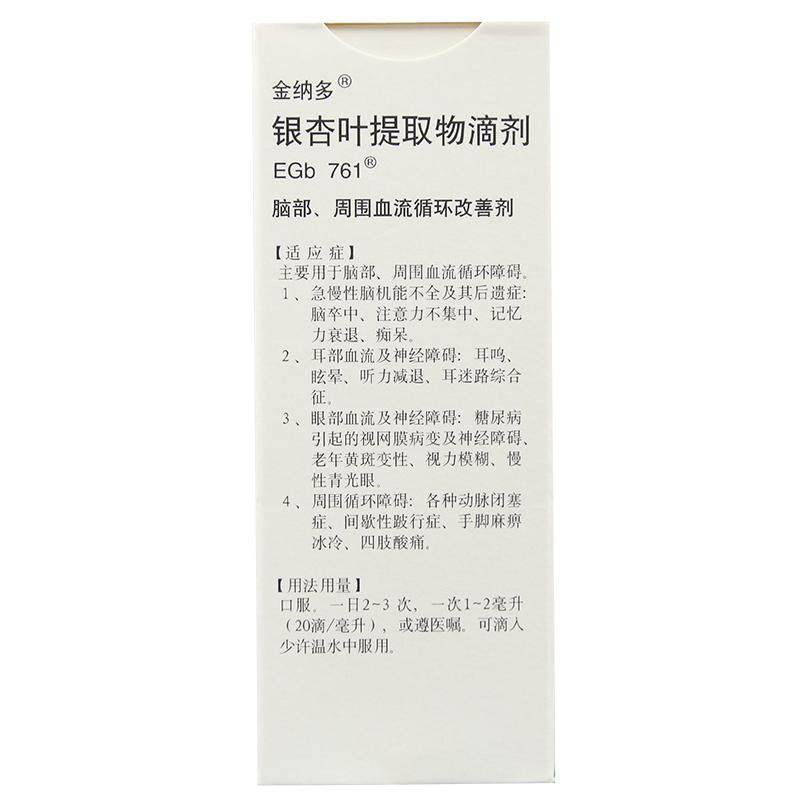 金纳多®
银杏叶提取物滴剂
EGb 761®
脑部、周围血流循环改善剂
【适应症】
主要用于脑部、周围血流循环障碍。
1、急慢性脑机能不全及其后遗症:
脑卒中、注意力不集中、记忆
力衰退、痴呆。
2、耳部血流及神经障碍: 耳鸣、
眩晕、听力减退、耳迷路综合
征。
3、眼部血流及神经障碍: 糖尿病
引起的视网膜病变及神经障碍、
老年黄斑变性、视力模糊、慢
性青光眼。
4、周围循环障碍: 各种动脉闭塞
症、间歇性跛行症、手脚麻痹
冰冷、四肢酸痛。
【用法用量】
口服。一日2~3 次, 一次1~2毫升
(20滴/毫升), 或遵医嘱。可滴入
少许温水中服用。